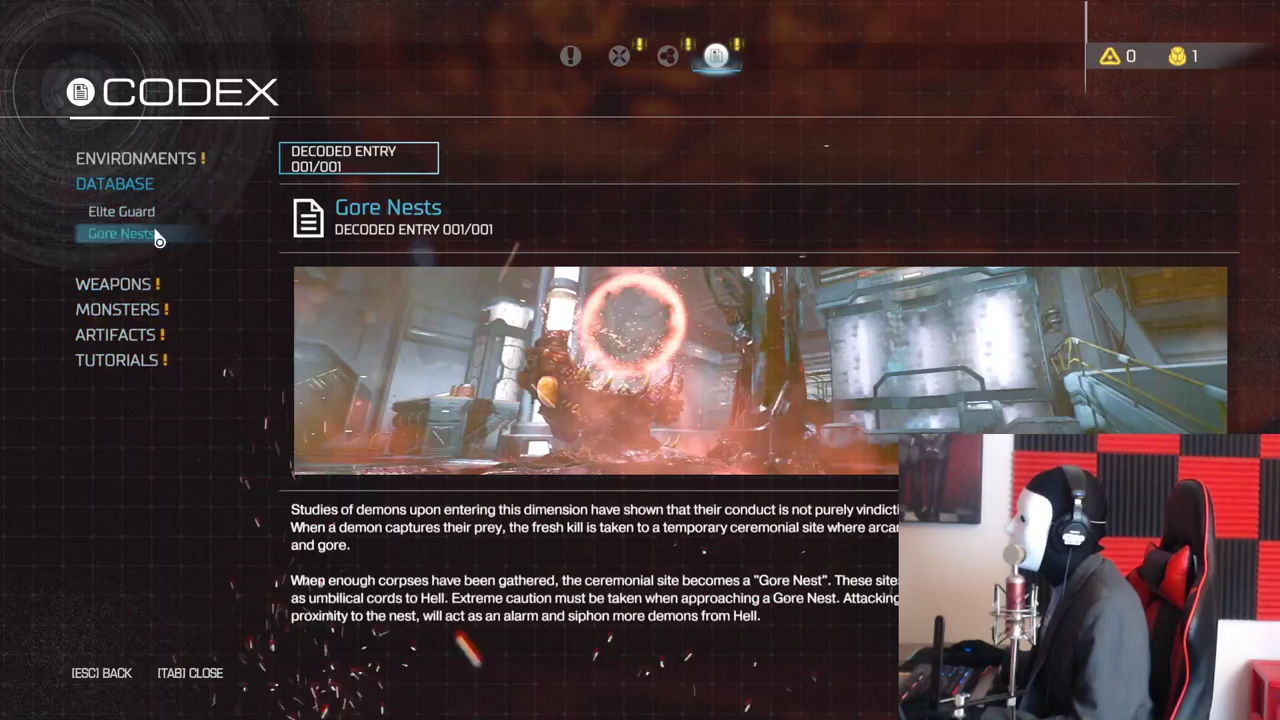 0 1
CODEX
ENVIRONMENTS !
DATABASE
Elite Guard
Gore Nests
WEAPONS !
MONSTERS !
ARTIFACTS !
TUTORIALS !
DECODED ENTRY
001/001
Gore Nests
DECODED ENTRY 001/001
Studies of demons upon entering this dimension have shown that their conduct is not purely
When a demon captures their prey, the fresh kill is taken to a temporary ceremonial site where
and gore.
When enough corpses have been gathered, the ceremonial site becomes a "Gore Nest". These
as umbilical cords to Hell. Extreme caution must be taken when approaching a Gore Nest. Attacking
proximity to the nest, will act as an alarm and siphon more demons from Hell.
[ESC] BACK [TAB] CLOSE